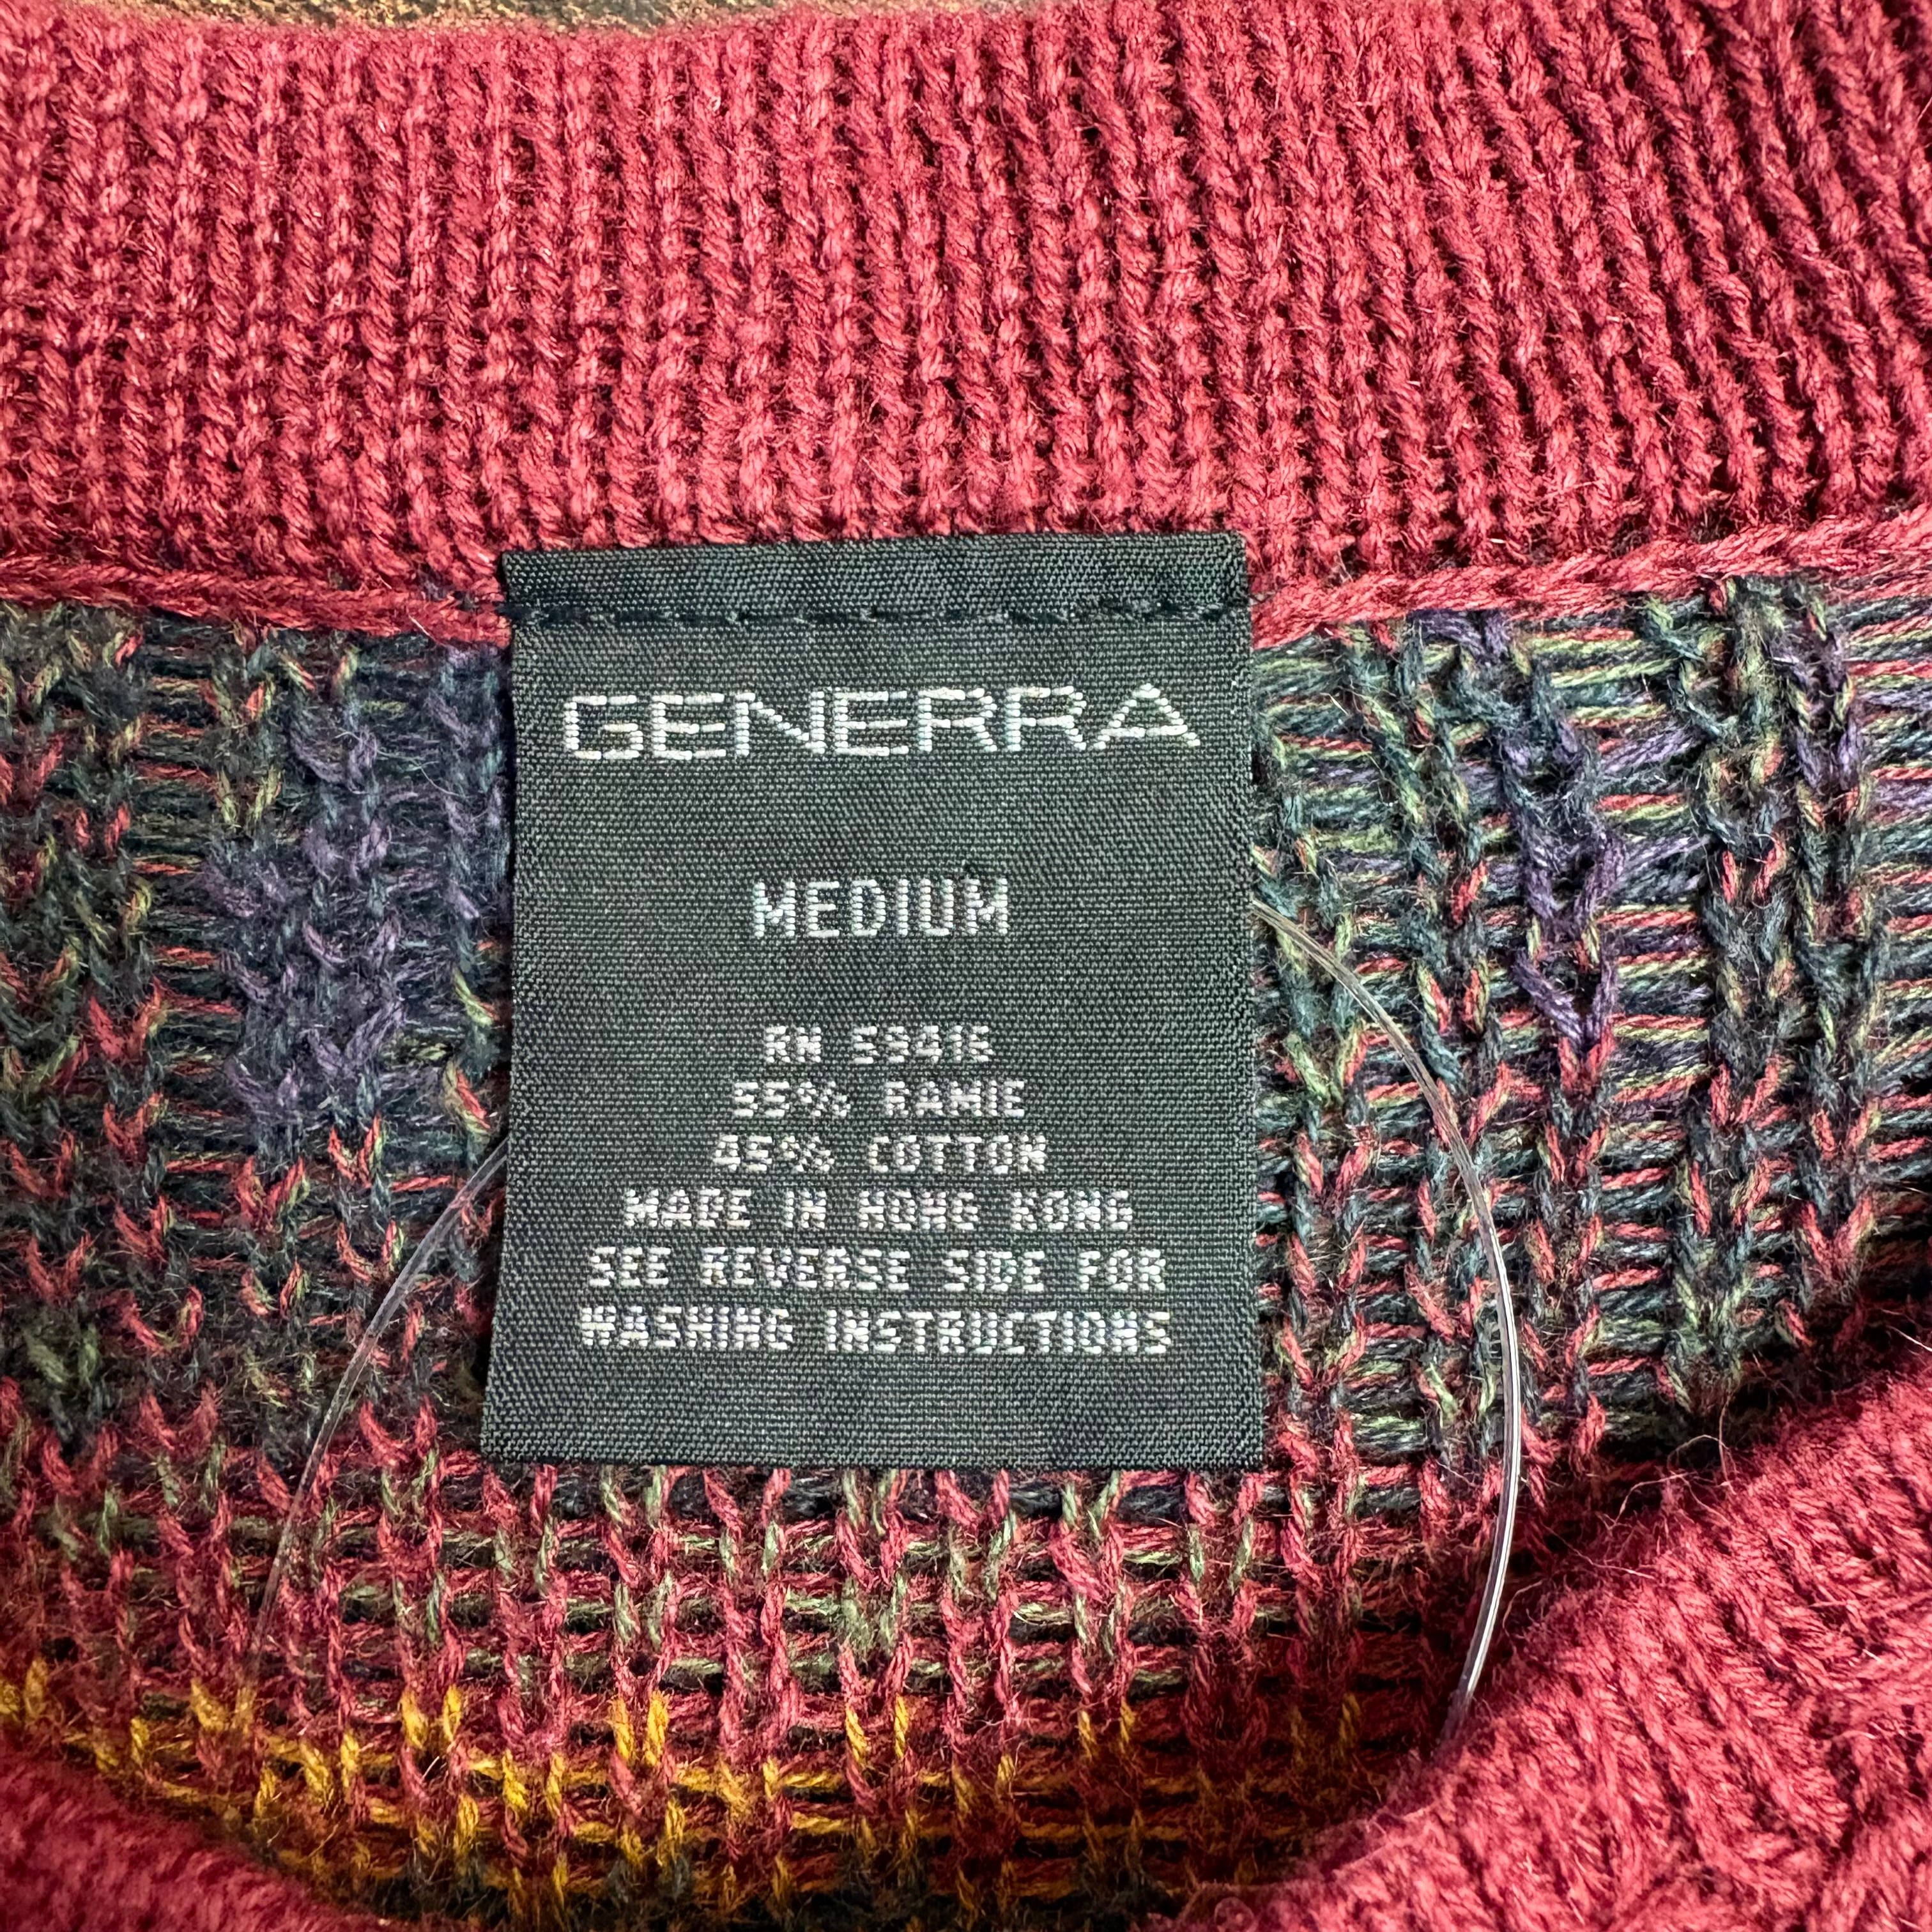 GENERRA
MEDIUM
RN 59416
55% RAMIE
45% COTTON
MADE IN HONG KONG
SEE REVERSE SIDE FOR
WASHING INSTRUCTIONS